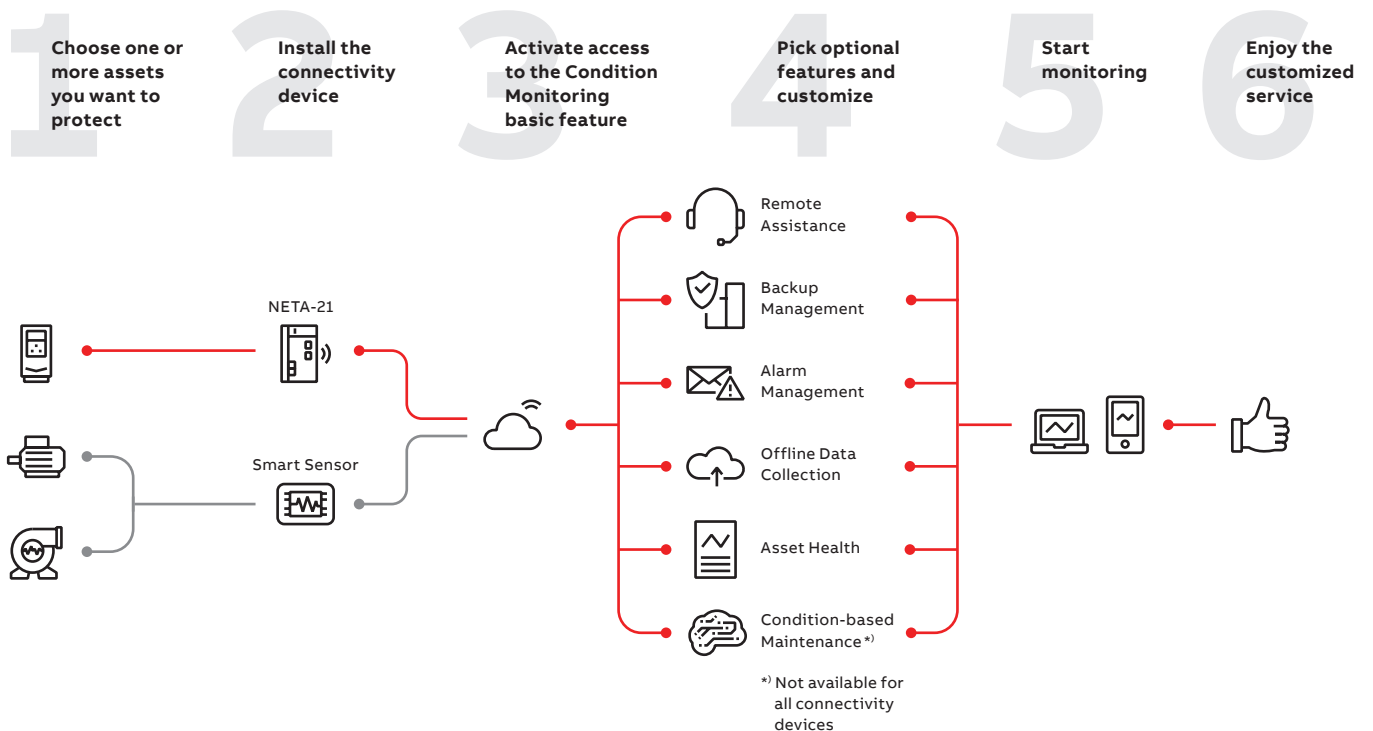 1
Choose one or
more assets
you want to
protect
2
Install the
connectivity
device
3
Activate access
to the Condition
Monitoring
basic feature
4
Pick optional
features and
customize
5
Start
monitoring
6
Enjoy the
customized
service
NETA-21
Smart Sensor
Remote
Assistance
Backup
Management
Alarm
Management
Offline Data
Collection
Asset Health
Condition-based
Maintenance *)
*) Not available for
all connectivity
devices